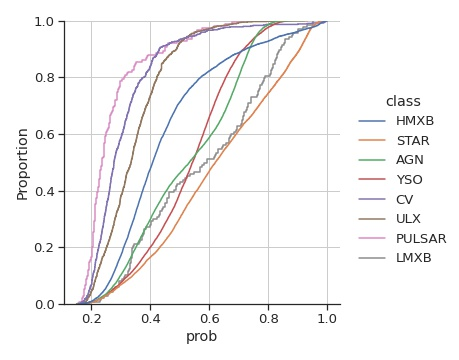 1.0
0.8
0.6
0.4
0.2
0.0
Proportion
0.2 0.4 0.6 0.8 1.0
prob
class
HMXB
STAR
AGN
YSO
CV
ULX
PULSAR
LMXB